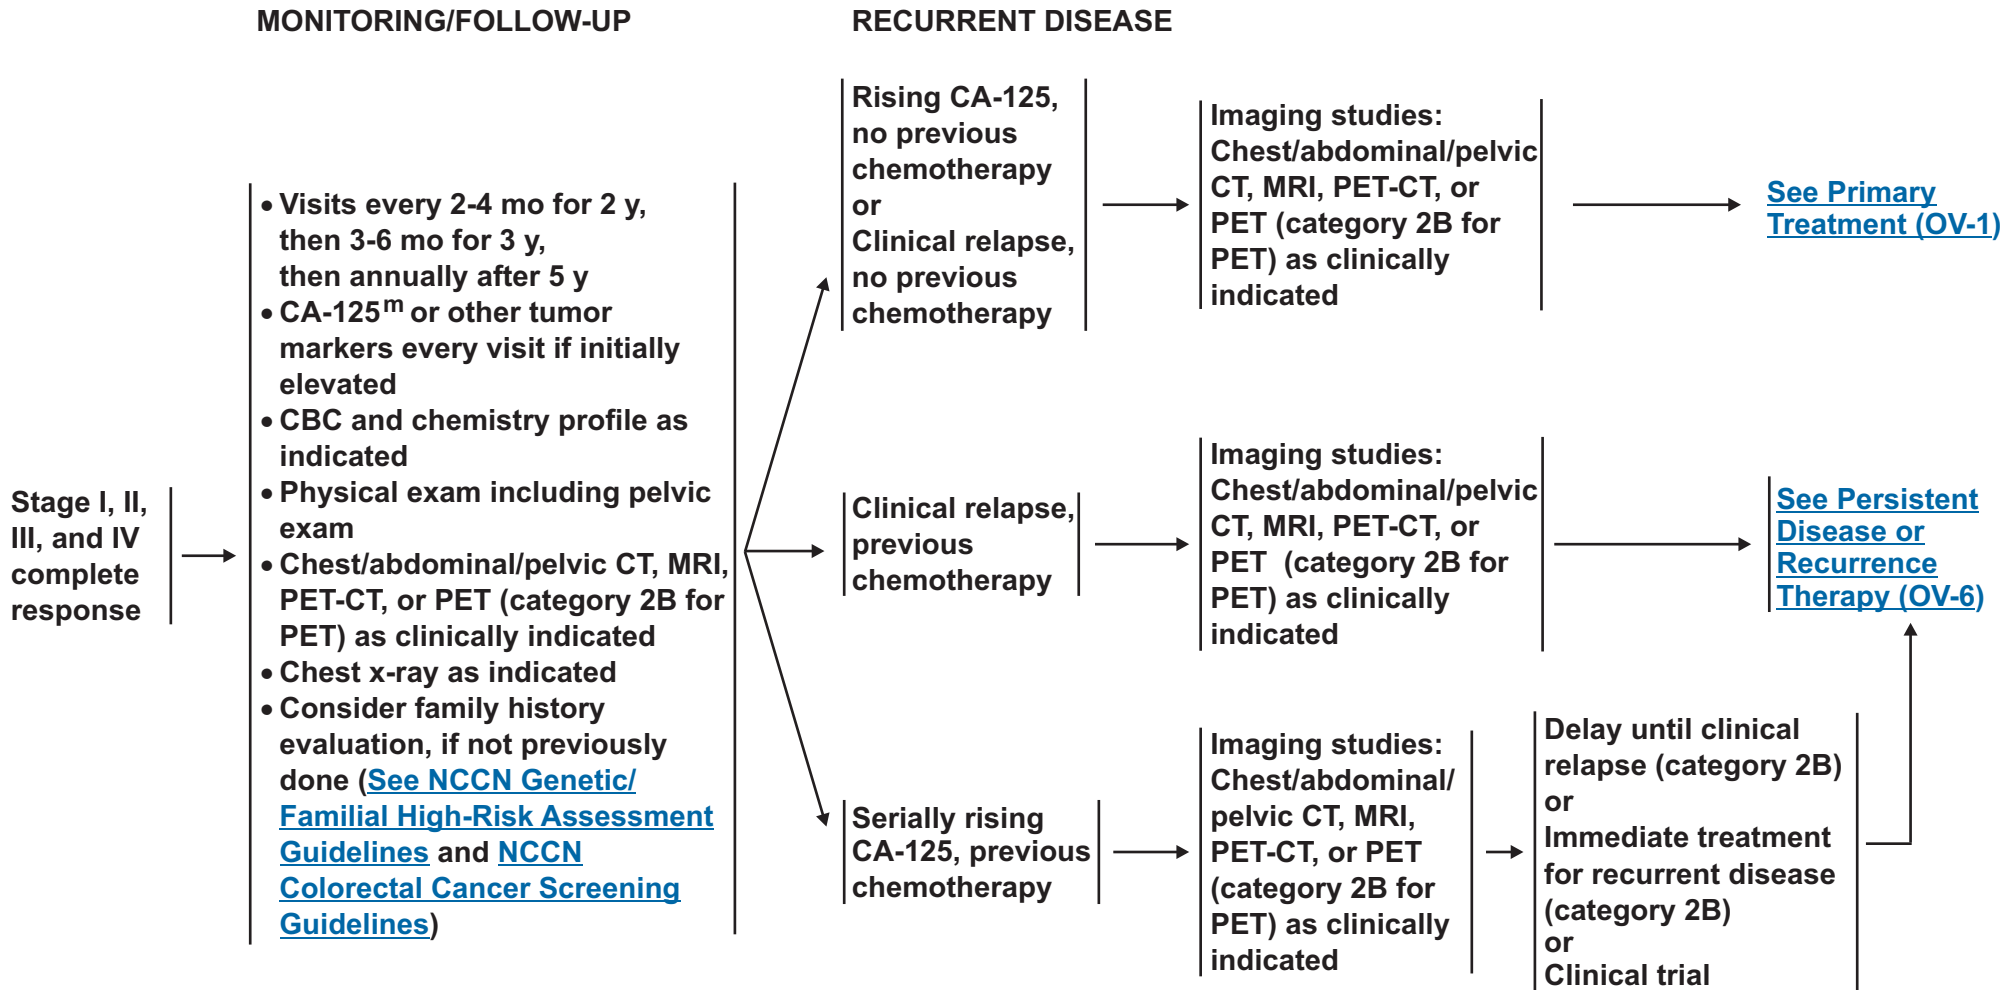 MONITORING/FOLLOW-UP
RECURRENT DISEASE
Stage I, II,
III, and IV
complete
response
• Visits every 2-4 mo for 2 y,
then 3-6 mo for 3 y,
then annually after 5 y
• CA-125m or other tumor
markers every visit if initially
elevated
• CBC and chemistry profile as
indicated
• Physical exam including pelvic
exam
• Chest/abdominal/pelvic CT, MRI,
PET-CT, or PET (category 2B for
PET) as clinically indicated
• Chest x-ray as indicated
• Consider family history
evaluation, if not previously
done (See NCCN Genetic/
Familial High-Risk Assessment
Guidelines and NCCN
Colorectal Cancer Screening
Guidelines)
Rising CA-125,
no previous
chemotherapy
or
Clinical relapse,
no previous
chemotherapy
Imaging studies:
Chest/abdominal/pelvic
CT, MRI, PET-CT, or
PET (category 2B for
PET) as clinically
indicated
See Primary
Treatment (OV-1)
Clinical relapse,
previous
chemotherapy
Imaging studies:
Chest/abdominal/pelvic
CT, MRI, PET-CT, or
PET (category 2B for
PET) as clinically
indicated
See Persistent
Disease or
Recurrence
Therapy (OV-6)
Serially rising
CA-125, previous
chemotherapy
Imaging studies:
Chest/abdominal/
pelvic CT, MRI,
PET-CT, or PET
(category 2B for
PET) as clinically
indicated
Delay until clinical
relapse (category 2B)
or
Immediate treatment
for recurrent disease
(category 2B)
or
Clinical trial